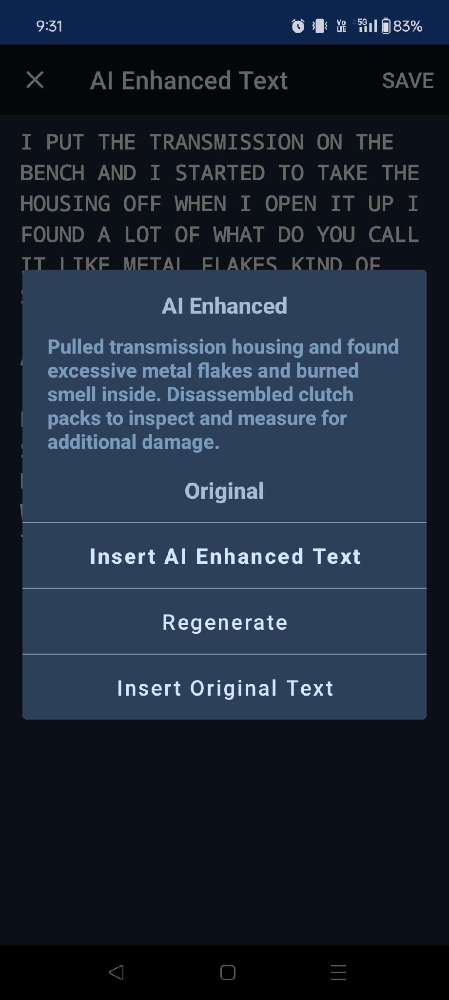 9:31
Vo LTE 5G 83%
AI Enhanced Text
SAVE
I PUT THE TRANSMISSION ON THE
BENCH AND I STARTED TO TAKE THE
HOUSING OFF WHEN I OPEN IT UP I
FOUND A LOT OF WHAT DO YOU CALL
IT LIKE METAL FLAKES KIND OF
AI Enhanced
Pulled transmission housing and found
excessive metal flakes and burned
smell inside. Disassembled clutch
packs to inspect and measure for
additional damage.
Original
Insert AI Enhanced Text
Regenerate
Insert Original Text